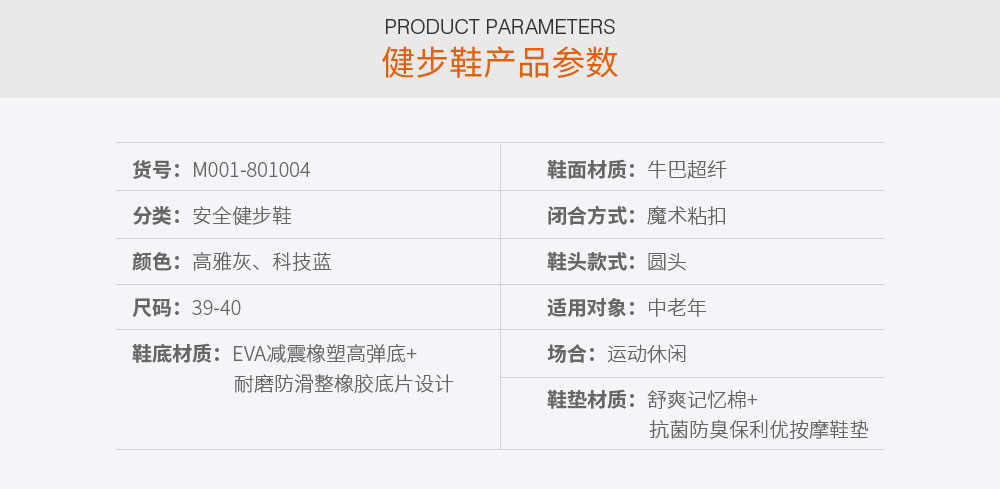 PRODUCT PARAMETERS
健步鞋产品参数
货号：M001-801004
分类：安全健步鞋
颜色：高雅灰、科技蓝
尺码：39-40
鞋底材质：EVA减震橡塑高弹底+
耐磨防滑整橡胶底片设计
鞋面材质：牛巴超纤
闭合方式：魔术粘扣
鞋头款式：圆头
适用对象：中老年
场合：运动休闲
鞋垫材质：舒爽记忆棉+
抗菌防臭保利优按摩鞋垫